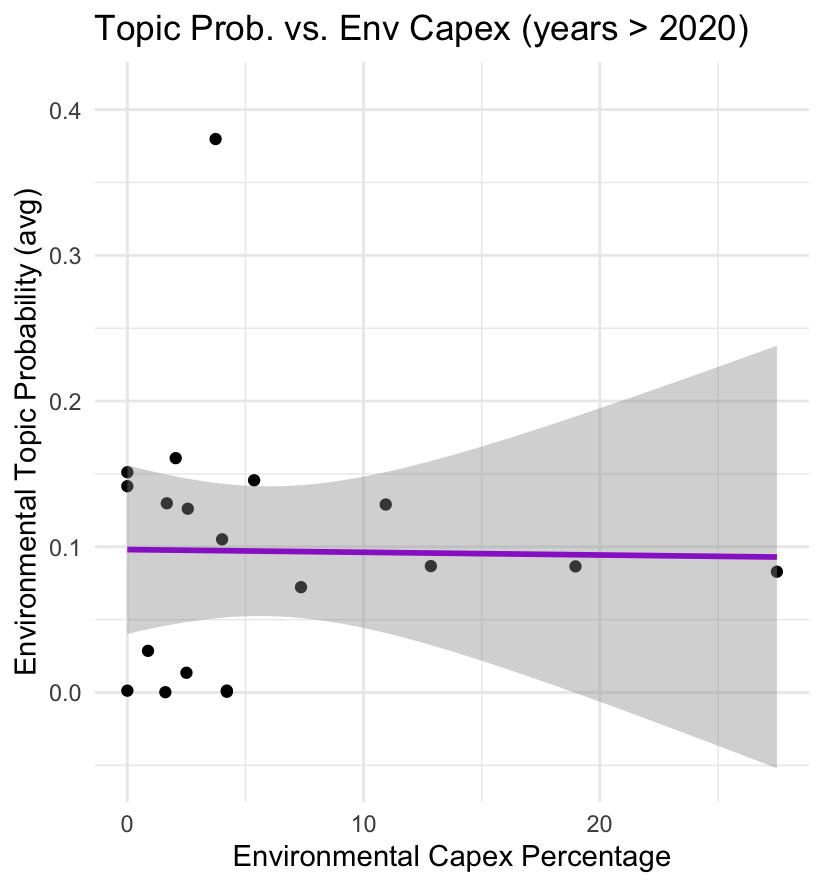 Topic Prob. vs. Env Capex (years > 2020)
Environmental Topic Probability (avg)
0.4
0.3
0.2
0.1
0.0
0 10 20
Environmental Capex Percentage